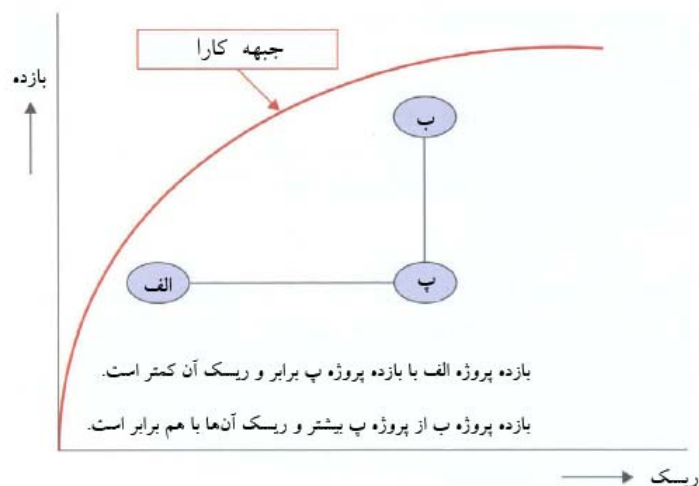 جبهه کارا
بازده
ب
الف
پ
بازده پروژه الف با بازده پروژه پ برابر و ریسک آن کمتر است.
بازده پروژه ب از پروژه پ بیشتر و ریسک آن‌ها با هم برابر است.
ریسک